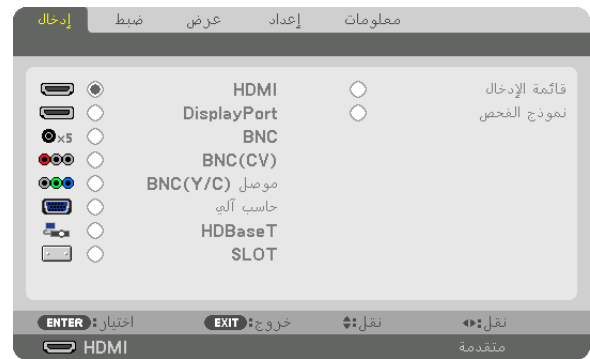 إدخال ضبط عرض إعداد معلومات
HDMI قائمة الإدخال
DisplayPort نموذج الفحص
×5 BNC
BNC(CV)
BNC(Y/C) موصل
حاسب آلي
HDBaseT
SLOT
ENTER:اختيار EXIT:خروج نقل: نقل:
HDMI متقدمة